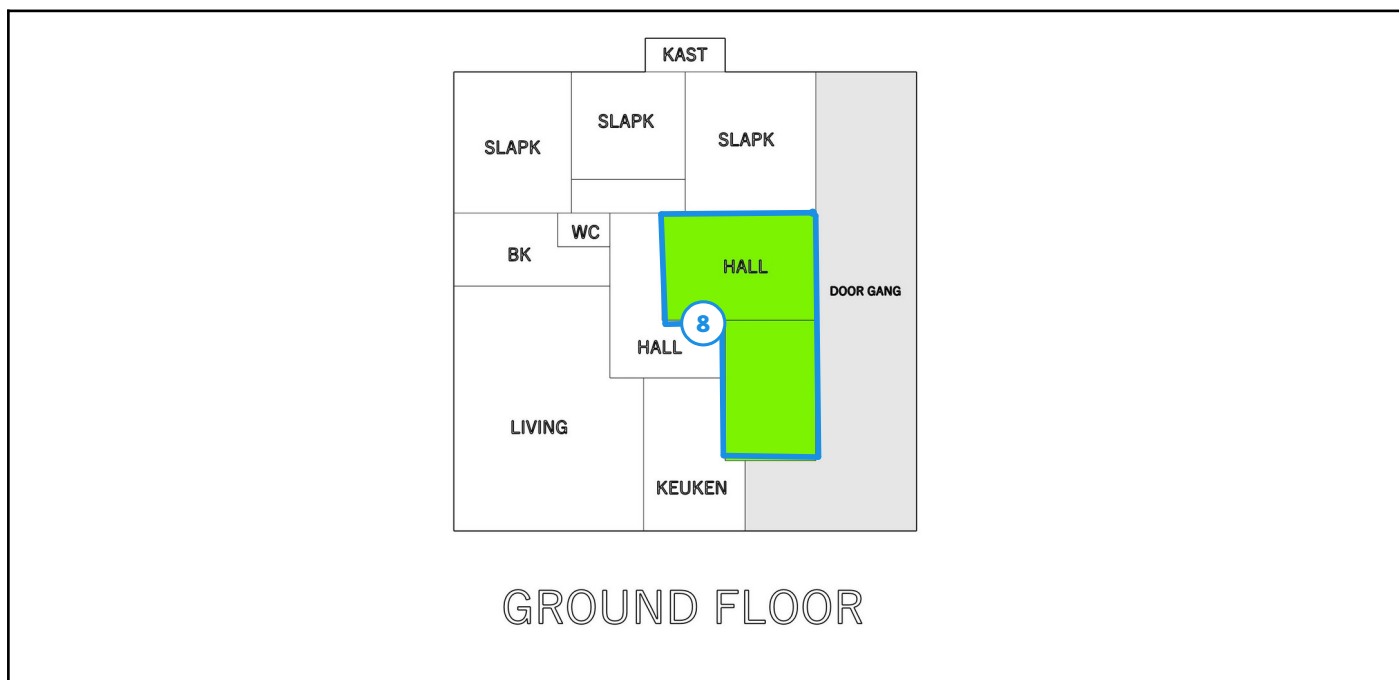 KAST
SLAPK
SLAPK
SLAPK
WC
BK
HALL
DOOR GANG
8
HALL
LIVING
KEUKEN
GROUND FLOOR